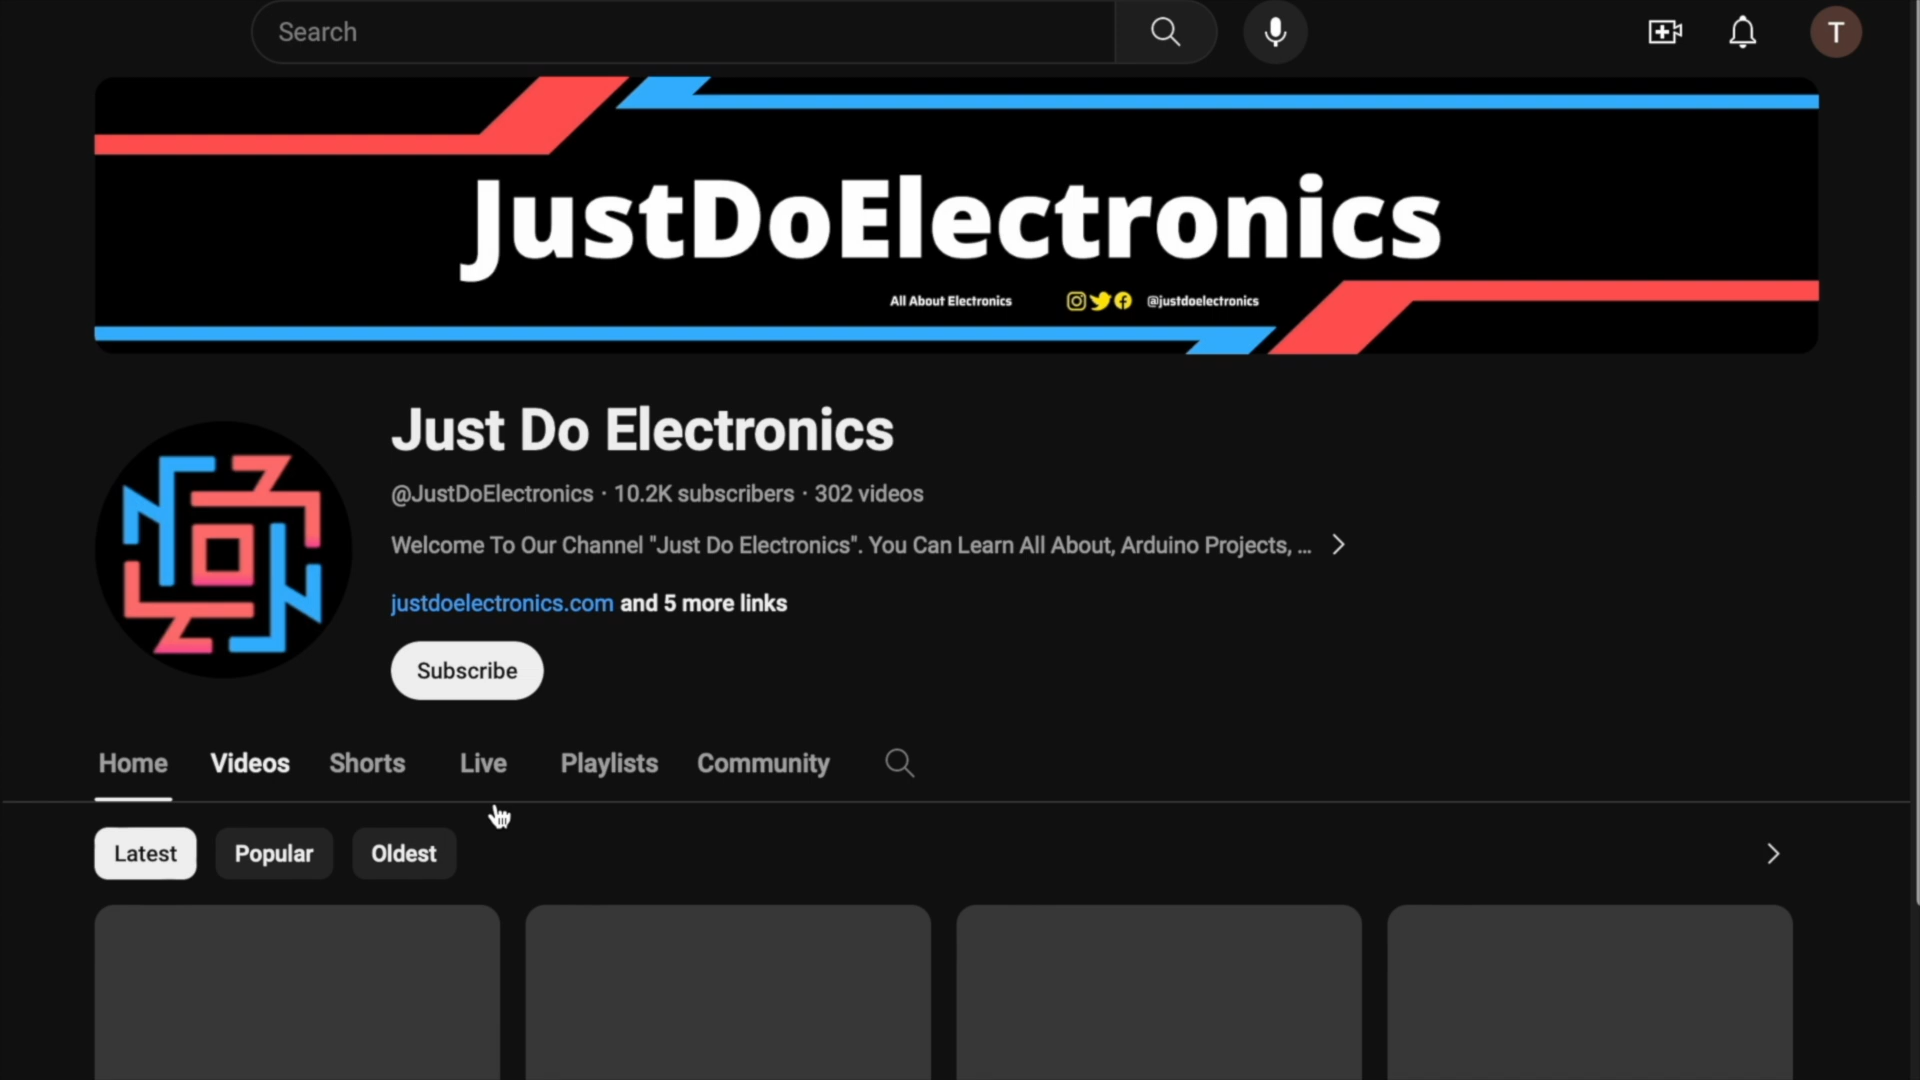 Search
T
JustDoElectronics
All About Electronics @justdoelectronics
Just Do Electronics
@JustDoElectronics · 10.2K subscribers · 302 videos
Welcome To Our Channel "Just Do Electronics". You Can Learn All About, Arduino Projects, ...
justdoelectronics.com and 5 more links
Subscribe
Home Videos Shorts Live Playlists Community
Latest Popular Oldest